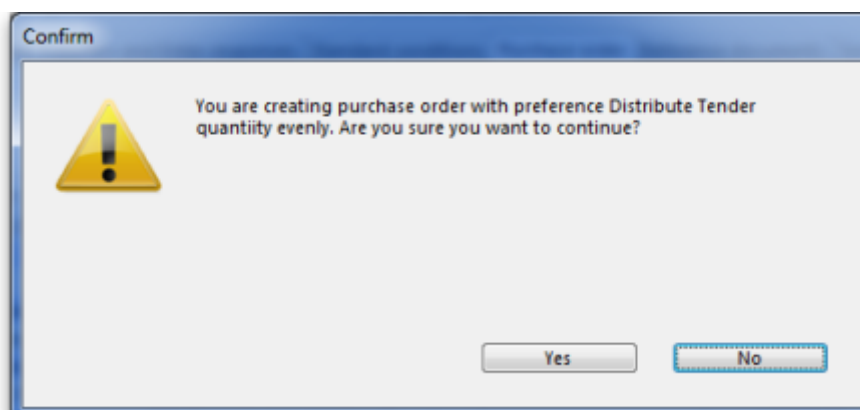 Confirm
You are creating purchase order with preference Distribute Tender
quantiity evenly. Are you sure you want to continue?
Yes No